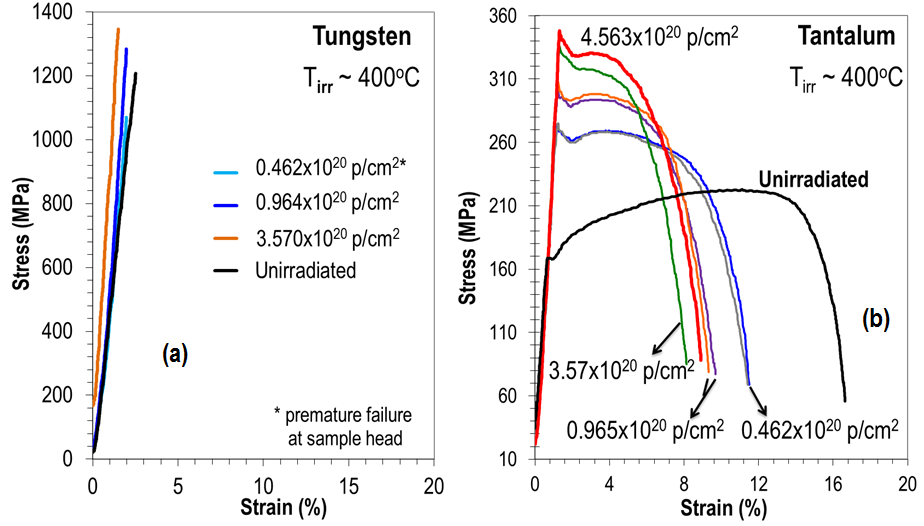 Tungsten
Tirr ~ 400oC
0.462x10²⁰ p/cm²*
0.964x10²⁰ p/cm²
3.570x10²⁰ p/cm²
Unirradiated
(a)
* premature failure
at sample head
Stress (MPa)
1400
1200
1000
800
600
400
200
0
0 5 10 15 20
Strain (%)
Tantalum
Tirr ~ 400oC
4.563x10²⁰ p/cm²
Unirradiated
(b)
3.57x10²⁰ p/cm²
0.965x10²⁰ p/cm²
0.462x10²⁰ p/cm²
Stress (MPa)
360
310
260
210
160
110
60
10
0 4 8 12 16 20
Strain (%)